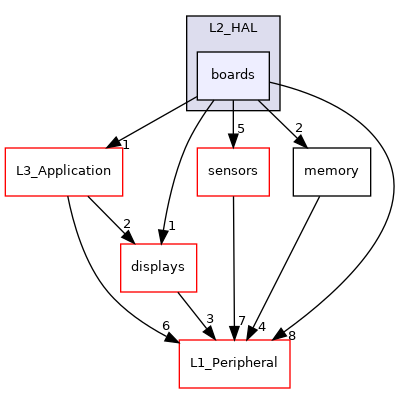 L2_HAL
boards
5
2
1
L3_Application
sensors
memory
2
1
displays
3
6
7
4
8
L1_Peripheral